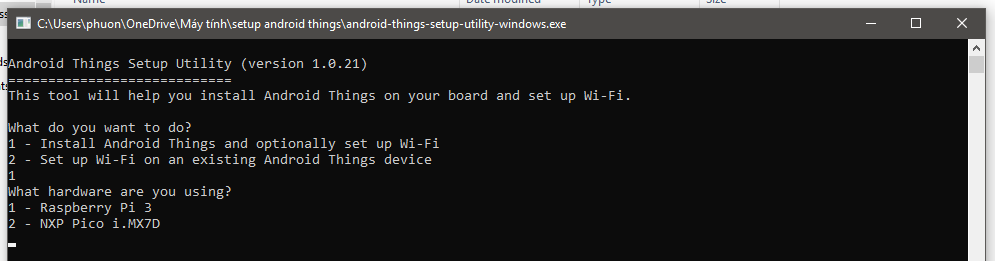 Name Date modified Type Size
C:\Users\phuon\OneDrive\Máy tính\setup android things\android-things-setup-utility-windows.exe
Android Things Setup Utility (version 1.0.21)
============================
This tool will help you install Android Things on your board and set up Wi-Fi.
What do you want to do?
1 - Install Android Things and optionally set up Wi-Fi
2 - Set up Wi-Fi on an existing Android Things device
1
What hardware are you using?
1 - Raspberry Pi 3
2 - NXP Pico i.MX7D